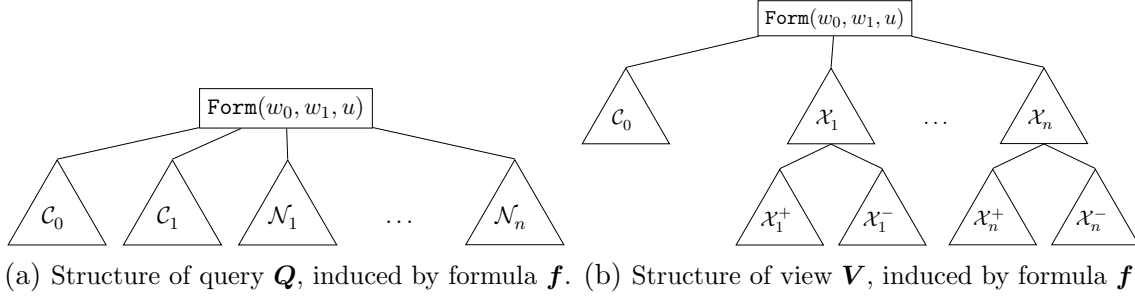 Form(w₀, w₁, u)
𝒞₀ 𝒞₁ 𝒩₁ ... 𝒩ₙ
(a) Structure of query 𝑸, induced by formula 𝒇.
Form(w₀, w₁, u)
𝒞₀ 𝒳₁ ... 𝒳ₙ
𝒳₁⁺ 𝒳₁⁻ 𝒳ₙ⁺ 𝒳ₙ⁻
(b) Structure of view 𝑽, induced by formula 𝒇